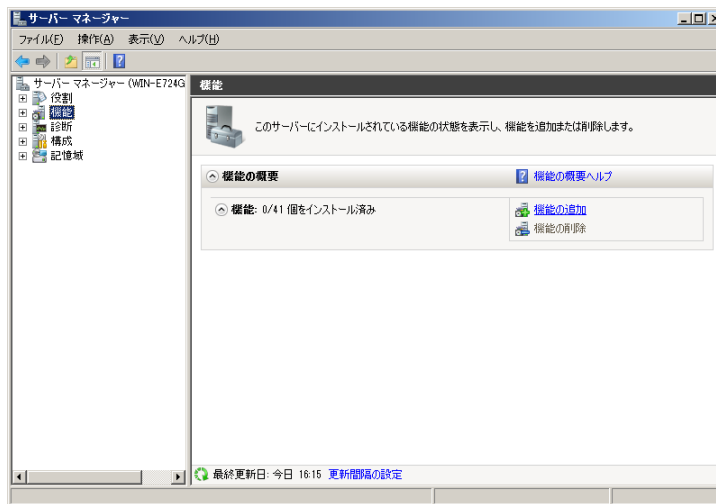 サーバー マネージャー
ファイル(F) 操作(A) 表示(V) ヘルプ(H)
サーバー マネージャー (WIN-E724G
役割
機能
診断
構成
記憶域
機能
このサーバーにインストールされている機能の状態を表示し、機能を追加または削除します。
機能の概要
機能の概要ヘルプ
機能: 0/41 個をインストール済み
機能の追加
機能の削除
最終更新日: 今日 16:15 更新間隔の設定